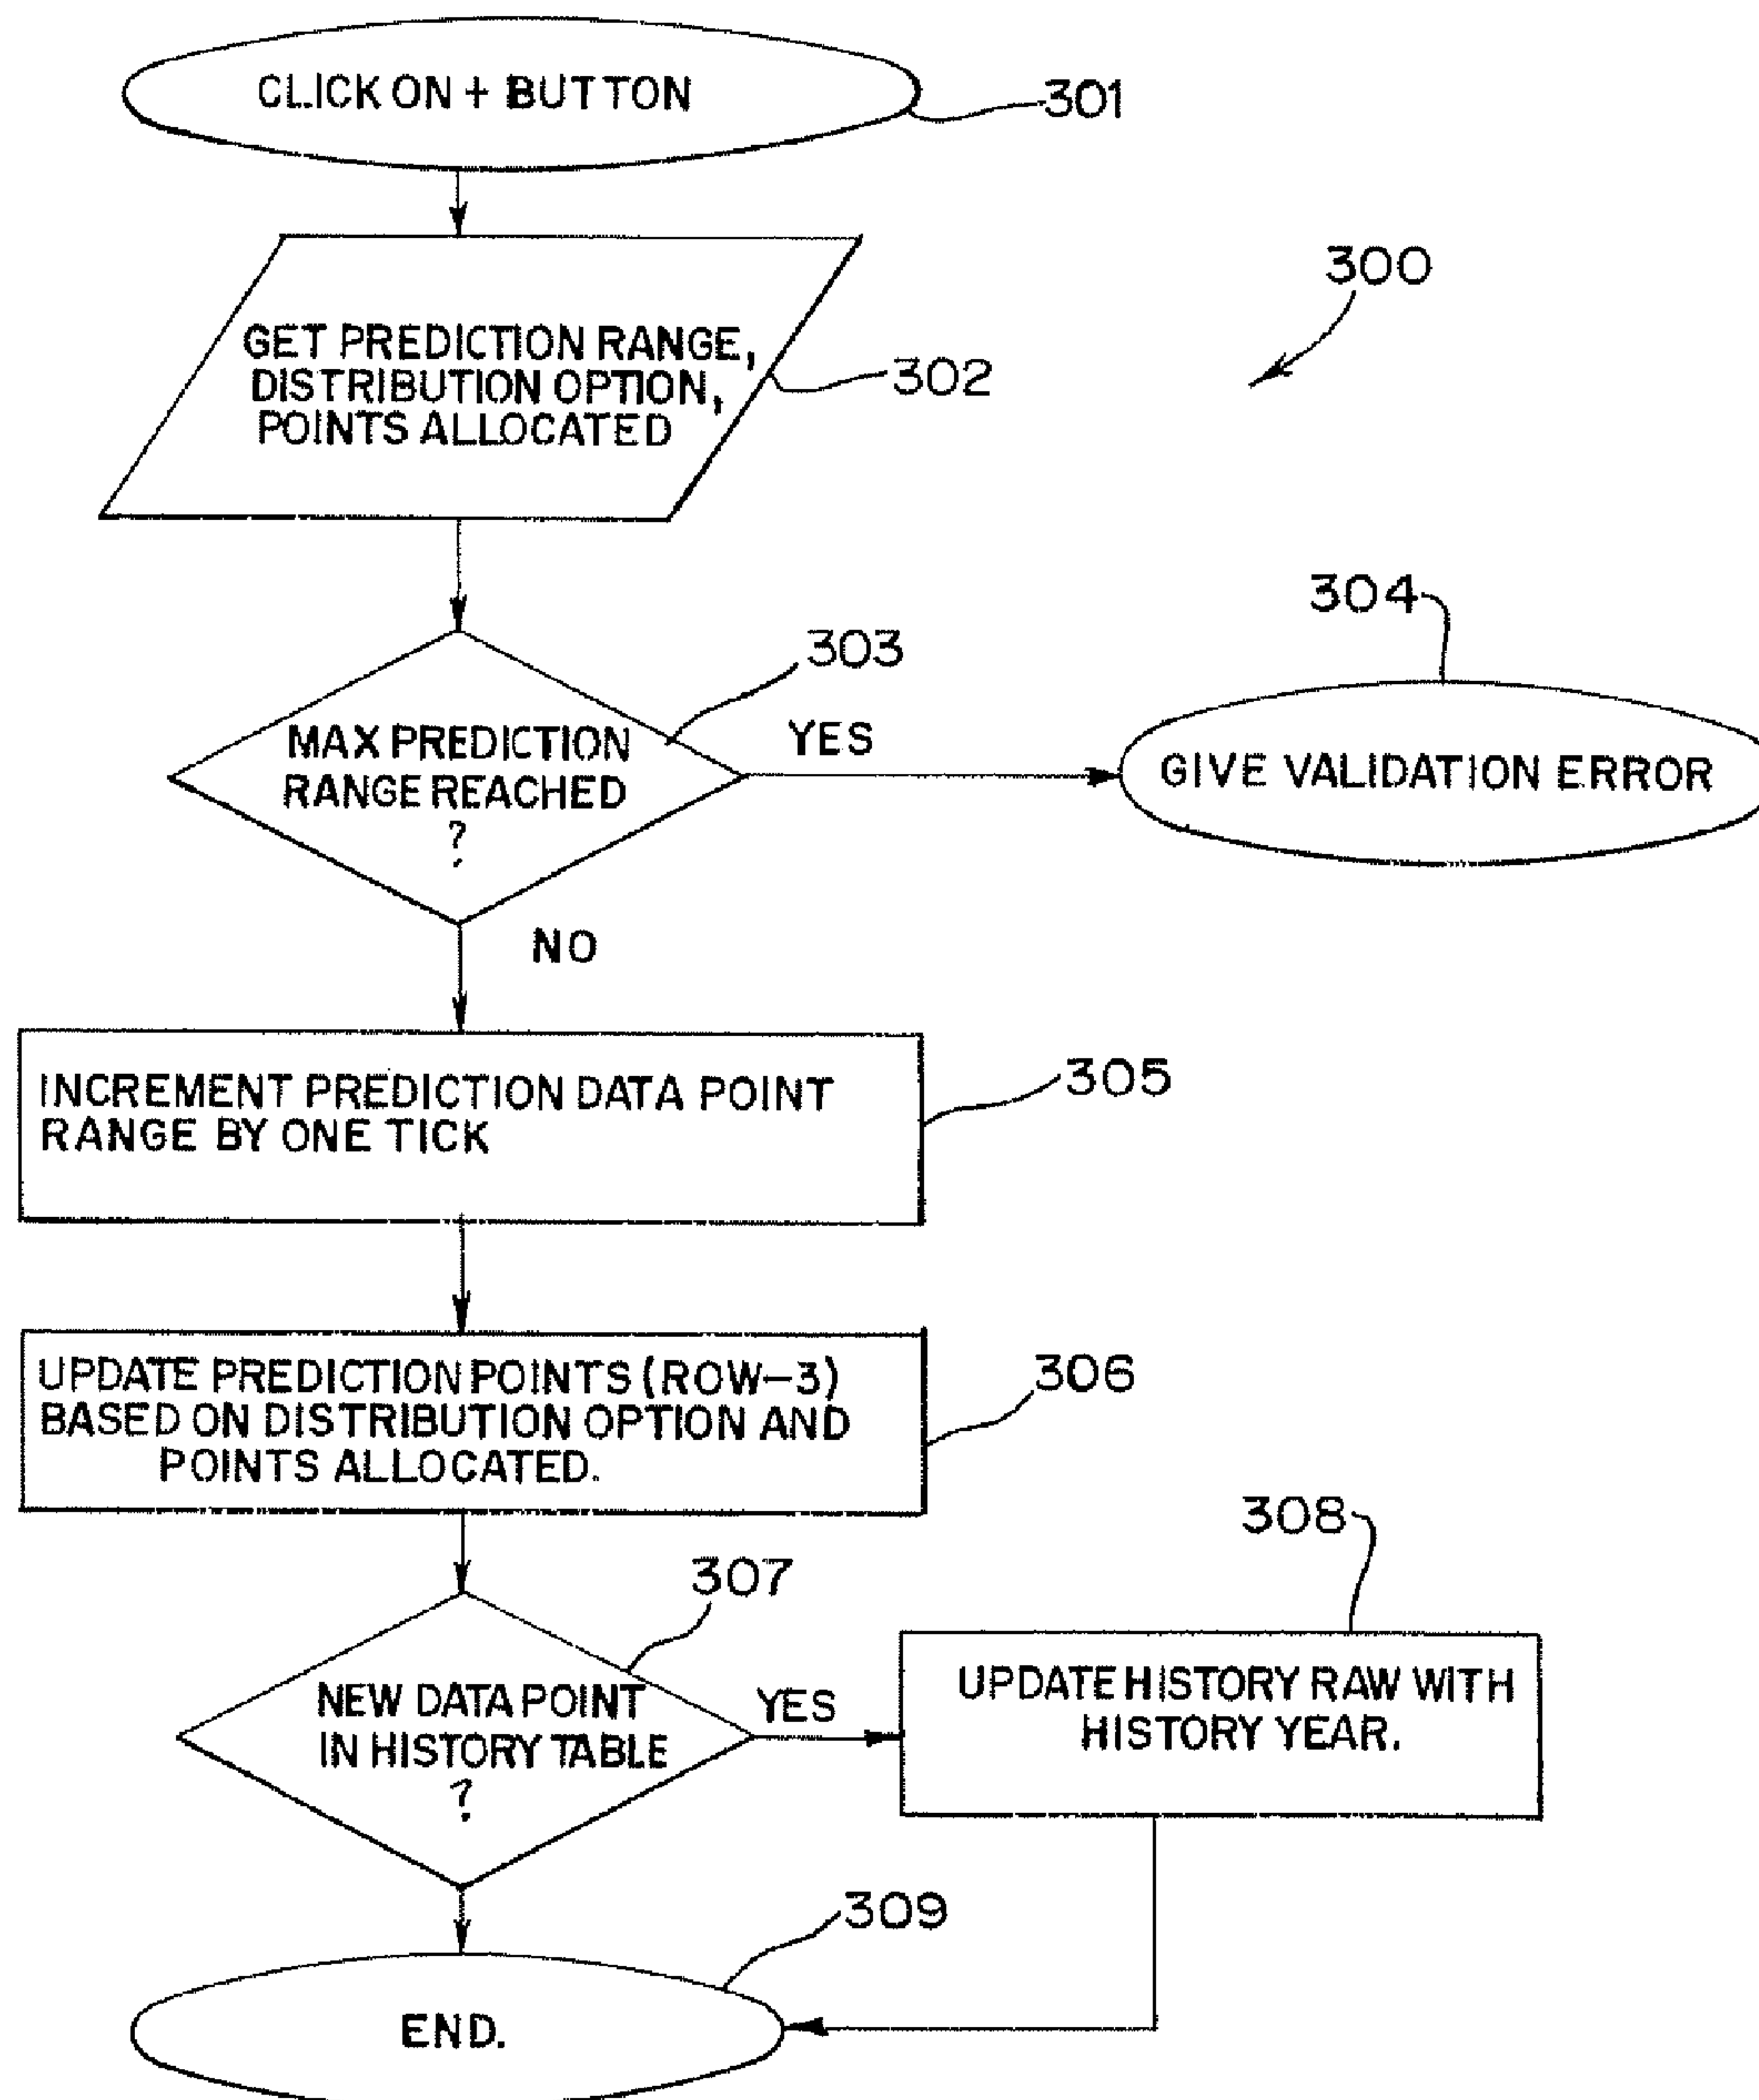 CLICK ON + BUTTON
301
300
GET PREDICTION RANGE,
DISTRIBUTION OPTION,
POINTS ALLOCATED
302
304
303
MAX PREDICTION
RANGE REACHED
?
YES
GIVE VALIDATION ERROR
NO
INCREMENT PREDICTION DATA POINT
RANGE BY ONE TICK
305
UPDATE PREDICTION POINTS (ROW-3)
BASED ON DISTRIBUTION OPTION AND
POINTS ALLOCATED.
306
308
307
NEW DATA POINT
IN HISTORY TABLE
?
YES
UPDATE HISTORY RAW WITH
HISTORY YEAR.
309
END.